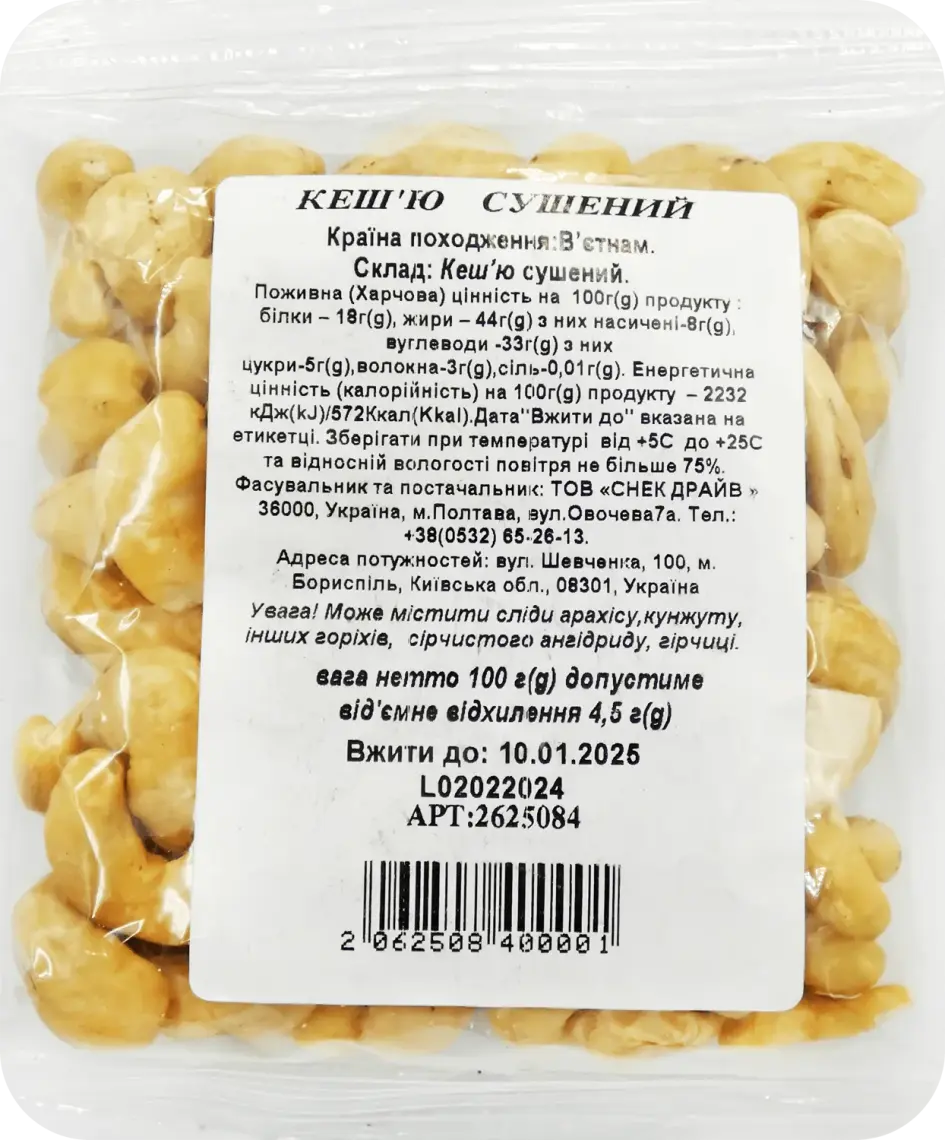 КЕШ'Ю СУШЕНИЙ
Країна походження:В'єтнам.
Склад: Кеш'ю сушений.
Поживна (Харчова) цінність на 100г(g) продукту :
білки – 18г(g), жири – 44г(g) з них насичені-8г(g),
вуглеводи -33г(g) з них
цукри-5г(g),волокна-3г(g),сіль-0,01г(g). Енергетична
цінність (калорійність) на 100г(g) продукту – 2232
кДж(kJ)/572Ккал(Kkal).Дата"Вжити до" вказана на
етикетці. Зберігати при температурі від +5С до +25С
та відносній вологості повітря не більше 75%.
Фасувальник та постачальник: ТОВ «СНЕК ДРАЙВ »
36000, Україна, м.Полтава, вул.Овочева7а. Тел.:
+38(0532) 65-26-13.
Адреса потужностей: вул. Шевченка, 100, м.
Бориспіль, Київська обл., 08301, Україна
Увага! Може містити сліди арахісу,кунжуту,
інших горіхів, сірчистого ангідриду, гірчиці.
вага нетто 100 г(g) допустиме
від'ємне відхилення 4,5 г(g)
Вжити до: 10.01.2025
L02022024
АРТ:2625084
2 062508 400001